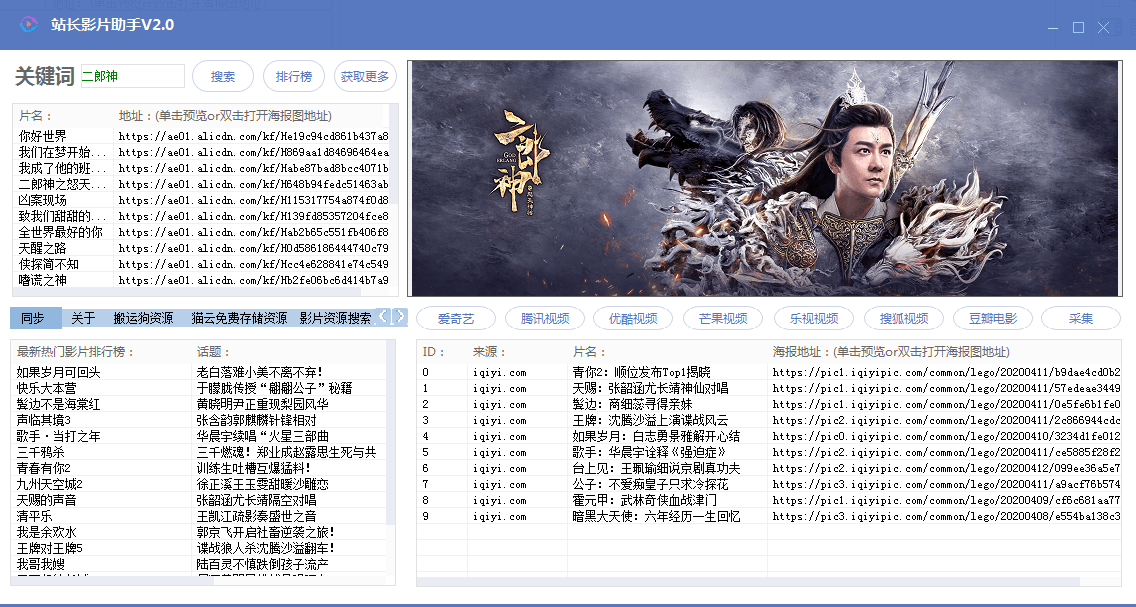 站长影片助手V2.0
关键词 二郎神 搜索 排行榜 获取更多
片名： 地址：(单击预览or双击打开海报图地址)
你好世界 https://ae01.alicdn.com/kf/He19c94cd861b437a8
我们在梦开始... https://ae01.alicdn.com/kf/H869aa1d84696464ea
我成了他的班... https://ae01.alicdn.com/kf/Habe87bad8bcc4071b
二郎神之怒天... https://ae01.alicdn.com/kf/H648b94fedc51463ab
凶案现场 https://ae01.alicdn.com/kf/H115317754a874f0d8
致我们甜甜的... https://ae01.alicdn.com/kf/H139fd85357204fce8
全世界最好的你 https://ae01.alicdn.com/kf/Hab2b65c551fb406f8
天醒之路 https://ae01.alicdn.com/kf/H0d586186444740c79
侠探简不知 https://ae01.alicdn.com/kf/Hcc4e628841e74c549
嗜谎之神 https://ae01.alicdn.com/kf/Hb2fe06bc6d414b7a9
二郎神
GOD
ERLANG
同步 关于 搬运狗资源 猫云免费存储资源 影片资源搜索
爱奇艺 腾讯视频 优酷视频 芒果视频 乐视视频 搜狐视频 豆瓣电影 采集
最新热门影片排行榜： 话题：
如果岁月可回头 老白落难小美不离不弃！
快乐大本营 于朦胧传授“翩翩公子”秘籍
鬓边不是海棠红 黄晓明尹正重现梨园风华
声临其境3 张含韵郭麒麟针锋相对
歌手·当打之年 华晨宇续唱“火星三部曲
三千鸦杀 三千燃魂！郑业成赵露思生死与共
青春有你2 训练生吐槽互爆猛料！
九州天空城2 徐正溪王玉雯甜暖沙雕恋
天赐的声音 张韶涵尤长靖隔空对唱
清平乐 王凯江疏影奏盛世之音
我是余欢水 郭京飞开启社畜逆袭之旅！
王牌对王牌5 谍战狼人杀沈腾沙溢翻车！
我哥我嫂 陆百灵不慎跌倒孩子流产
ID： 来源： 片名： 海报地址：(单击预览or双击打开海报图地址)
0 iqiyi.com 青你2：顺位发布Top1揭晓 https://pic1.iqiyipic.com/common/lego/20200411/b9dae4cd0b2
1 iqiyi.com 天赐：张韶涵尤长靖神仙对唱 https://pic1.iqiyipic.com/common/lego/20200411/57edeae3449
2 iqiyi.com 鬓边：商细蕊寻得亲妹 https://pic1.iqiyipic.com/common/lego/20200411/0e5fe6b1fe0
3 iqiyi.com 王牌：沈腾沙溢上演谍战风云 https://pic2.iqiyipic.com/common/lego/20200411/2c866944cdc
4 iqiyi.com 如果岁月：白志勇景雅解开心结 https://pic0.iqiyipic.com/common/lego/20200410/3234d1fe012
5 iqiyi.com 歌手：华晨宇诠释《强迫症》 https://pic2.iqiyipic.com/common/lego/20200411/ce5885f28f2
6 iqiyi.com 台上见：王珮瑜细说京剧真功夫 https://pic2.iqiyipic.com/common/lego/20200412/099ee36a5e7
7 iqiyi.com 公子：不爱痴皇子只求冷探花 https://pic3.iqiyipic.com/common/lego/20200411/a9acf76b574
8 iqiyi.com 霍元甲：武林奇侠血战津门 https://pic1.iqiyipic.com/common/lego/20200409/cf6c681aa77
9 iqiyi.com 暗黑大天使：六年经历一生回忆 https://pic3.iqiyipic.com/common/lego/20200408/e554ba138c3